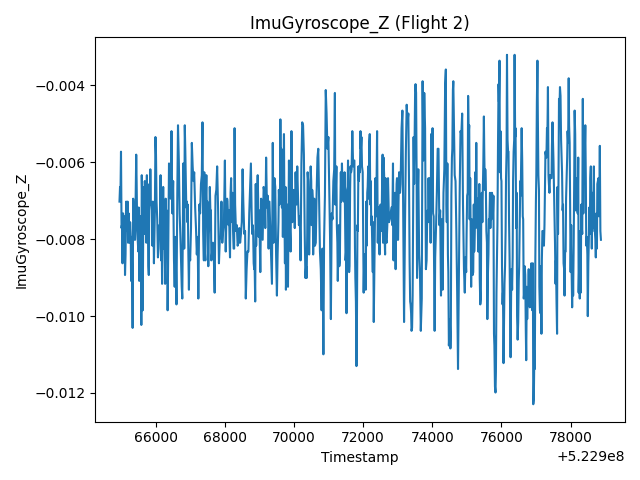 ImuGyroscope_Z (Flight 2)
−0.004
−0.006
−0.008
−0.010
−0.012
ImuGyroscope_Z
66000 68000 70000 72000 74000 76000 78000
Timestamp
+5.229e8